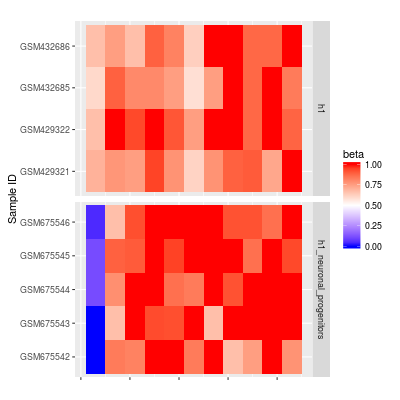 GSM432686
GSM432685
GSM429322
GSM429321
h1
GSM675546
GSM675545
GSM675544
GSM675543
GSM675542
h1_neuronal_progenitors
Sample ID
beta
1.00
0.75
0.50
0.25
0.00